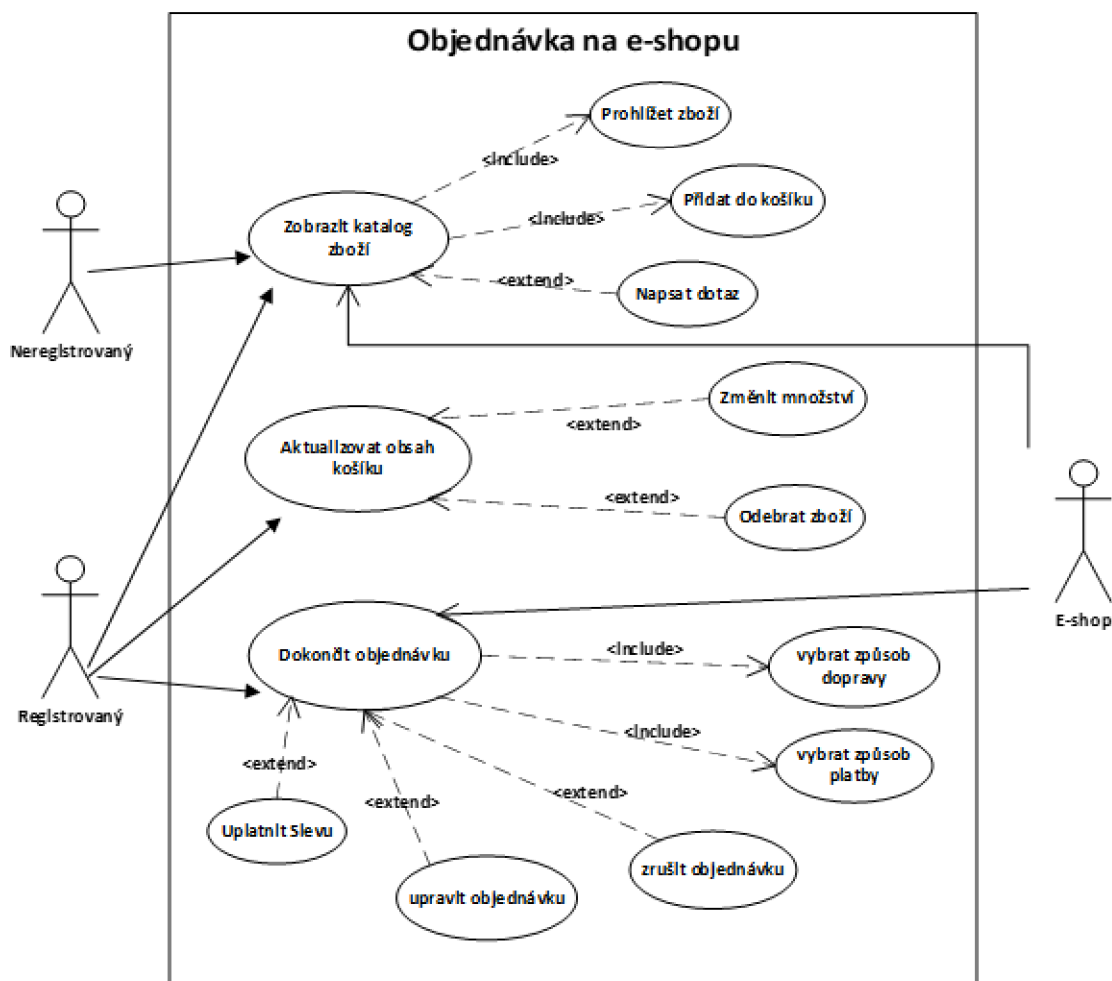 Objednávka na e-shopu
Prohlížet zboží
<Include>
Přidat do košíku
Zobrazit katalog
zboží
<Include>
<extend>
Napsat dotaz
Neregistrovaný
Změnit množství
<extend>
Aktualizovat obsah
košíku
<extend>
Odebrat zboží
E-shop
Dokončit objednávku
<Include>
vybrat způsob
dopravy
Registrovaný
<Include>
vybrat způsob
platby
<extend>
<extend>
<extend>
Uplatnit Slevu
zrušit objednávku
upravit objednávku